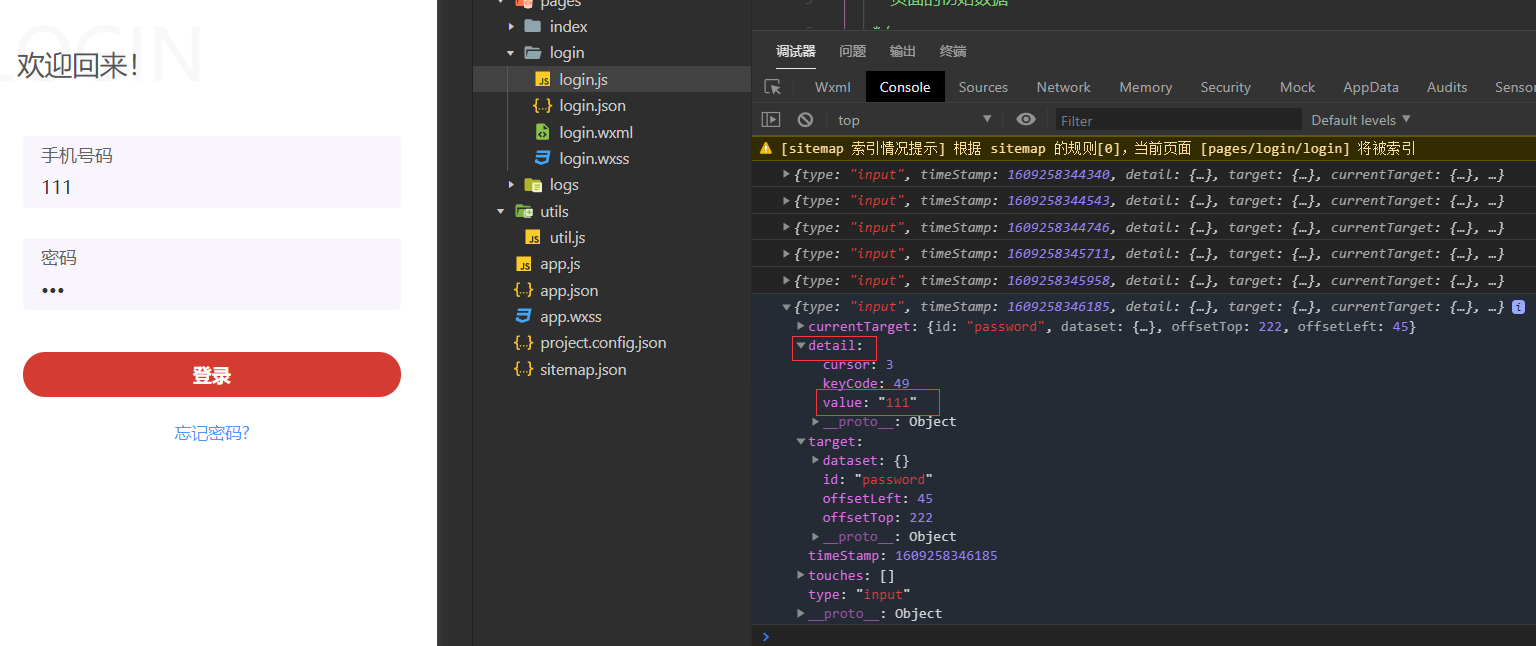 LOGIN
欢迎回来！
手机号码
111
密码
•••
登录
忘记密码？
pages
index
login
login.js
login.json
login.wxml
login.wxss
logs
utils
util.js
app.js
app.json
app.wxss
project.config.json
sitemap.json
页面的初始数据
调试器 问题 输出 终端
Wxml Console Sources Network Memory Security Mock AppData Audits Sensor
top Filter Default levels
[sitemap 索引情况提示] 根据 sitemap 的规则[0]，当前页面 [pages/login/login] 将被索引
{type: "input", timeStamp: 1609258344340, detail: {…}, target: {…}, currentTarget: {…}, …}
{type: "input", timeStamp: 1609258344543, detail: {…}, target: {…}, currentTarget: {…}, …}
{type: "input", timeStamp: 1609258344746, detail: {…}, target: {…}, currentTarget: {…}, …}
{type: "input", timeStamp: 1609258345711, detail: {…}, target: {…}, currentTarget: {…}, …}
{type: "input", timeStamp: 1609258345958, detail: {…}, target: {…}, currentTarget: {…}, …}
{type: "input", timeStamp: 1609258346185, detail: {…}, target: {…}, currentTarget: {…}, …} i
currentTarget: {id: "password", dataset: {…}, offsetTop: 222, offsetLeft: 45}
detail:
cursor: 3
keyCode: 49
value: "111"
__proto__: Object
target:
dataset: {}
id: "password"
offsetLeft: 45
offsetTop: 222
__proto__: Object
timeStamp: 1609258346185
touches: []
type: "input"
__proto__: Object